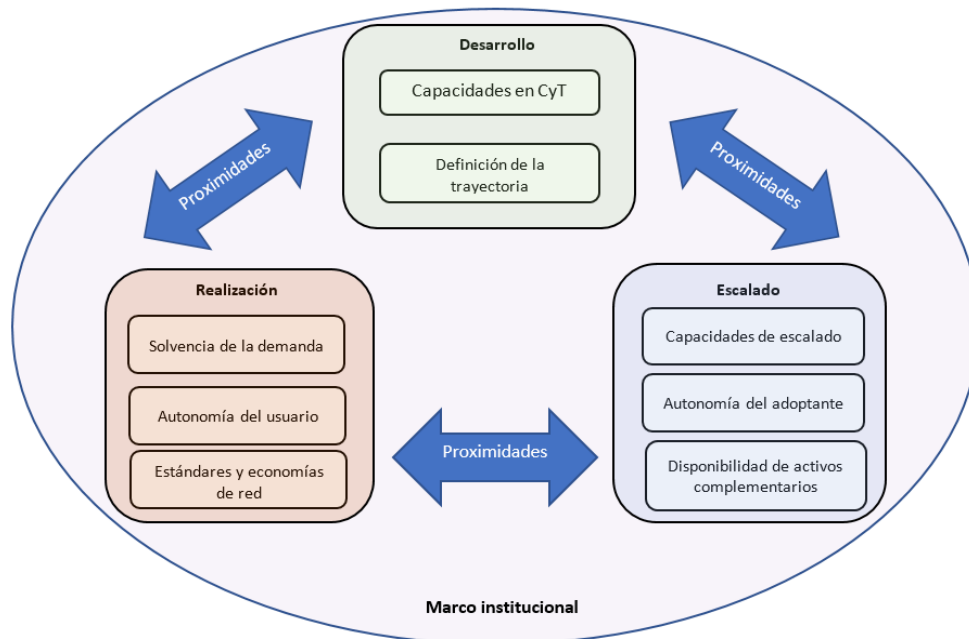 Desarrollo
Capacidades en CyT
Definición de la
trayectoria
Proximidades
Proximidades
Realización
Solvencia de la demanda
Autonomía del usuario
Estándares y economías
de red
Proximidades
Escalado
Capacidades de escalado
Autonomía del adoptante
Disponibilidad de activos
complementarios
Marco institucional